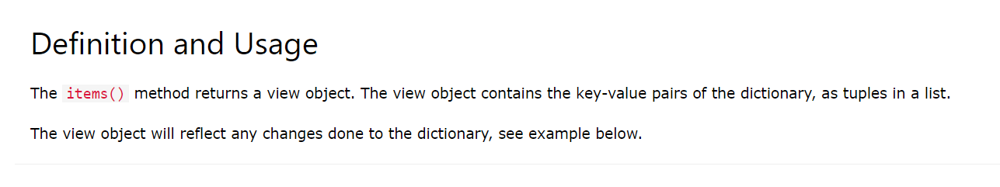 Definition and Usage
The items() method returns a view object. The view object contains the key-value pairs of the dictionary, as tuples in a list.
The view object will reflect any changes done to the dictionary, see example below.